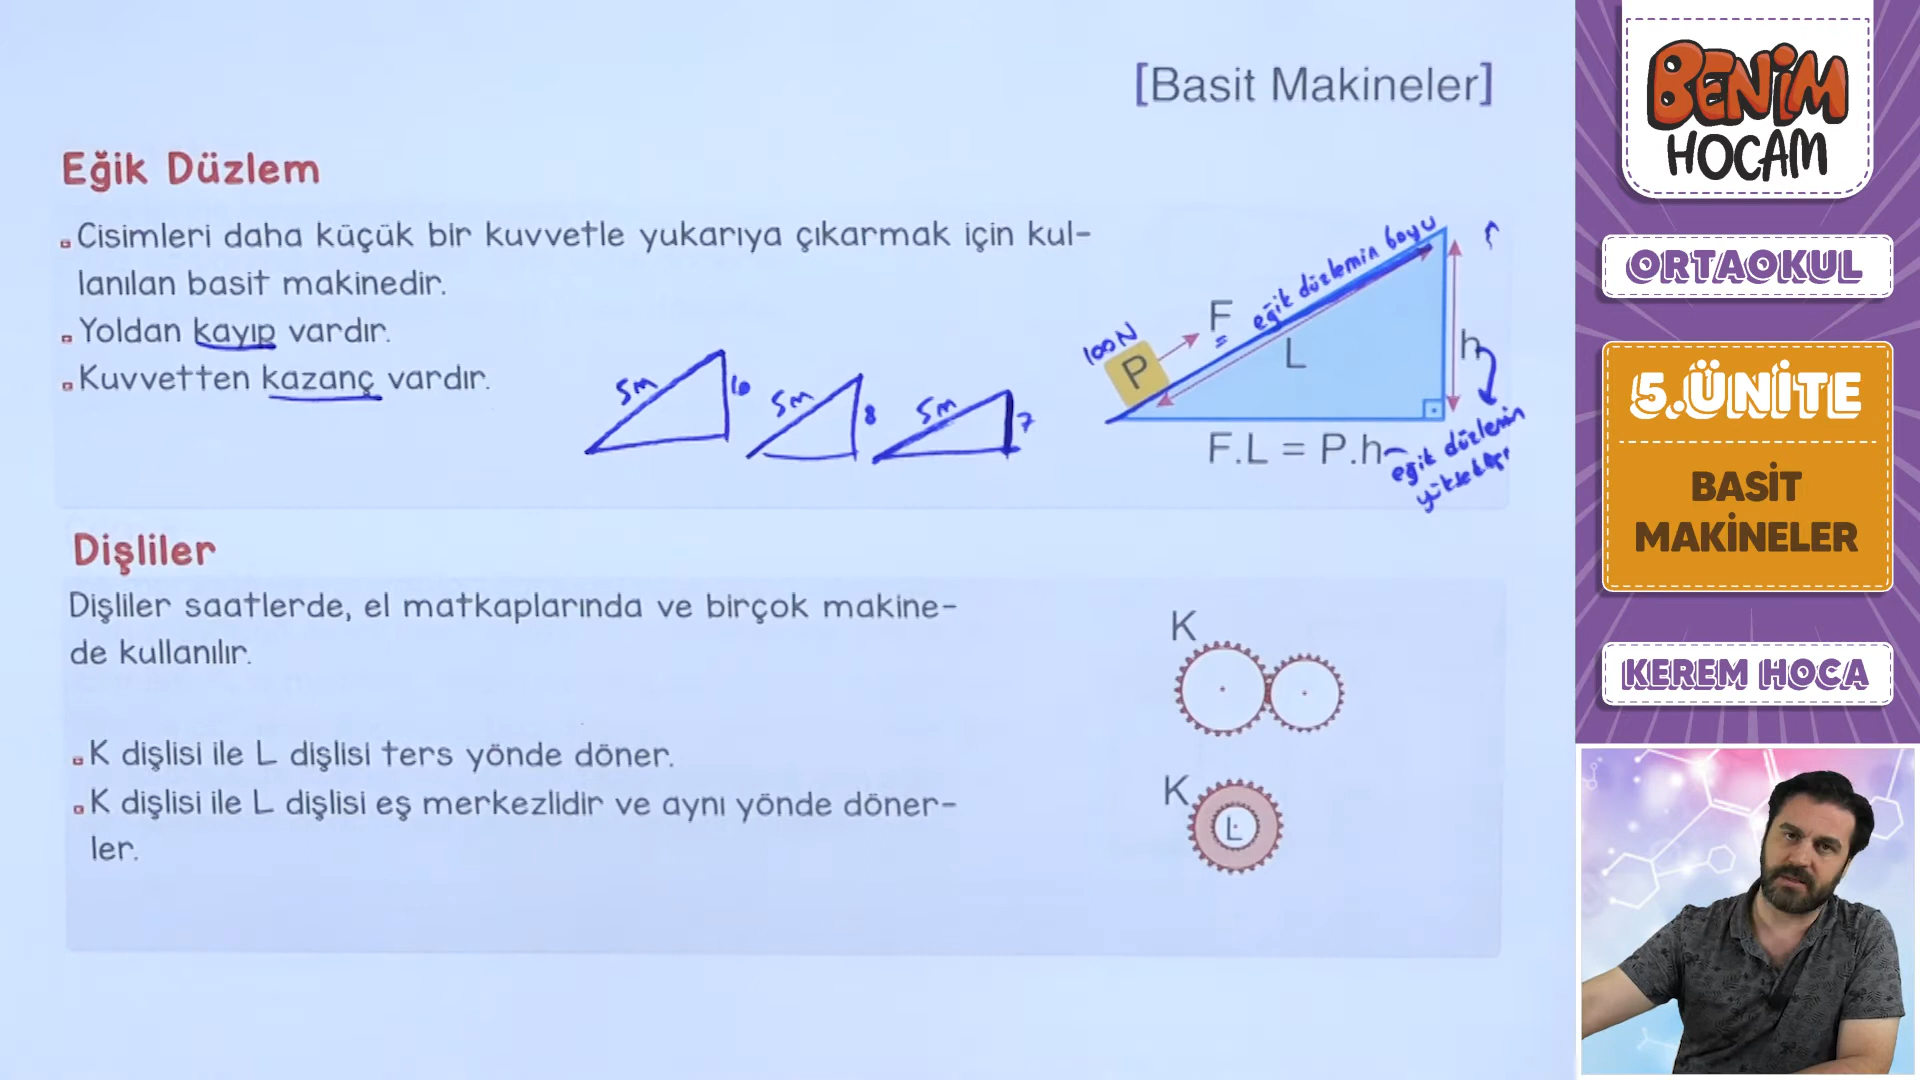 [Basit Makineler]
Eğik Düzlem
Cisimleri daha küçük bir kuvvetle yukarıya çıkarmak için kul-
lanılan basit makinedir.
Yoldan kayıp vardır.
Kuvvetten kazanç vardır.
5m
10
5m
8
5m
7
100N
P
F
=
eğik düzlemin boyu
L
h
F.L = P.h
eğik düzlemin
yüksekliği
Dişliler
Dişliler saatlerde, el matkaplarında ve birçok makine-
de kullanılır.
K
K dişlisi ile L dişlisi ters yönde döner.
K dişlisi ile L dişlisi eş merkezlidir ve aynı yönde döner-
ler.
K
L
BENİM
HOCAM
ORTAOKUL
5.ÜNİTE
BASİT
MAKİNELER
KEREM HOCA